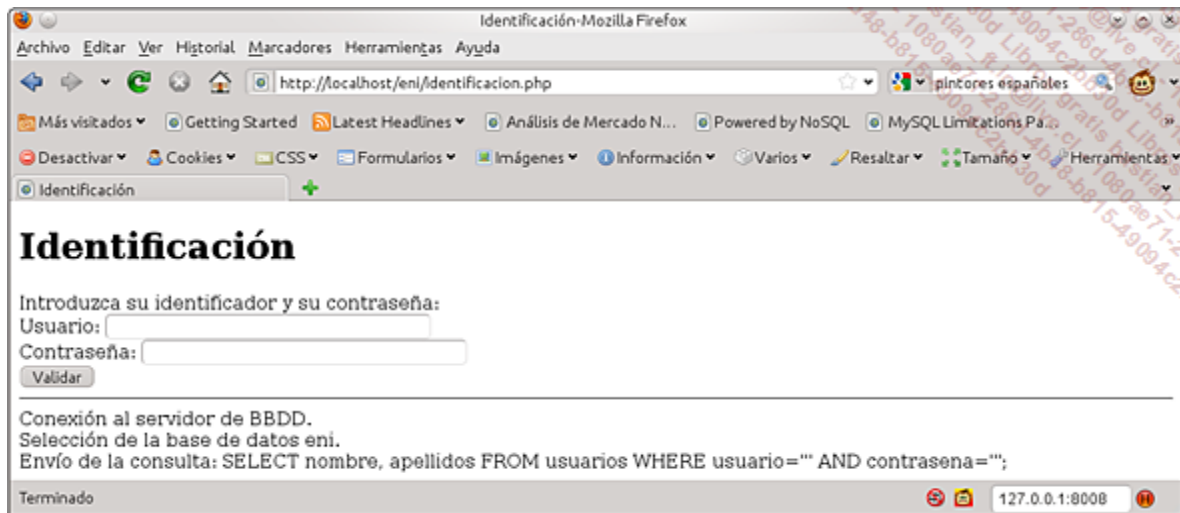 Identificación-Mozilla Firefox
Archivo Editar Ver Historial Marcadores Herramientas Ayuda
http://localhost/eni/identificacion.php pintores españoles
Más visitados Getting Started Latest Headlines Análisis de Mercado N... Powered by NoSQL MySQL Limitations Pa...
Desactivar Cookies CSS Formularios Imágenes Información Varios Resaltar Tamaño Herramientas
Identificación
Identificación
Introduzca su identificador y su contraseña:
Usuario:
Contraseña:
Validar
Conexión al servidor de BBDD.
Selección de la base de datos eni.
Envío de la consulta: SELECT nombre, apellidos FROM usuarios WHERE usuario='' AND contrasena='';
Terminado 127.0.0.1:8008